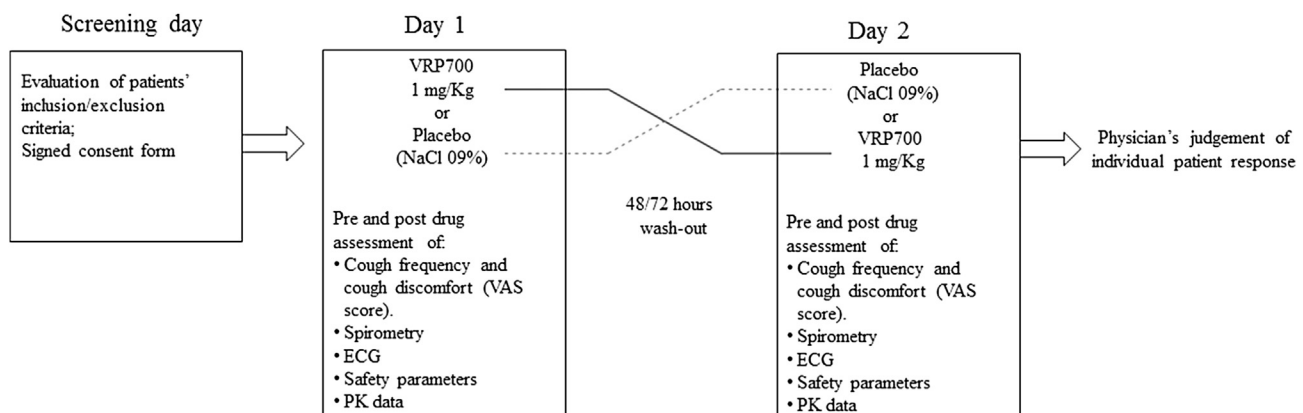 Screening day
Evaluation of patients'
inclusion/exclusion
criteria;
Signed consent form
Day 1
VRP700
1 mg/Kg
or
Placebo
(NaCl 09%)
Pre and post drug
assessment of:
• Cough frequency and
cough discomfort (VAS
score).
• Spirometry
• ECG
• Safety parameters
• PK data
48/72 hours
wash-out
Day 2
Placebo
(NaCl 09%)
or
VRP700
1 mg/Kg
Pre and post drug
assessment of:
• Cough frequency and
cough discomfort (VAS
score).
• Spirometry
• ECG
• Safety parameters
• PK data
Physician's judgement of
individual patient response